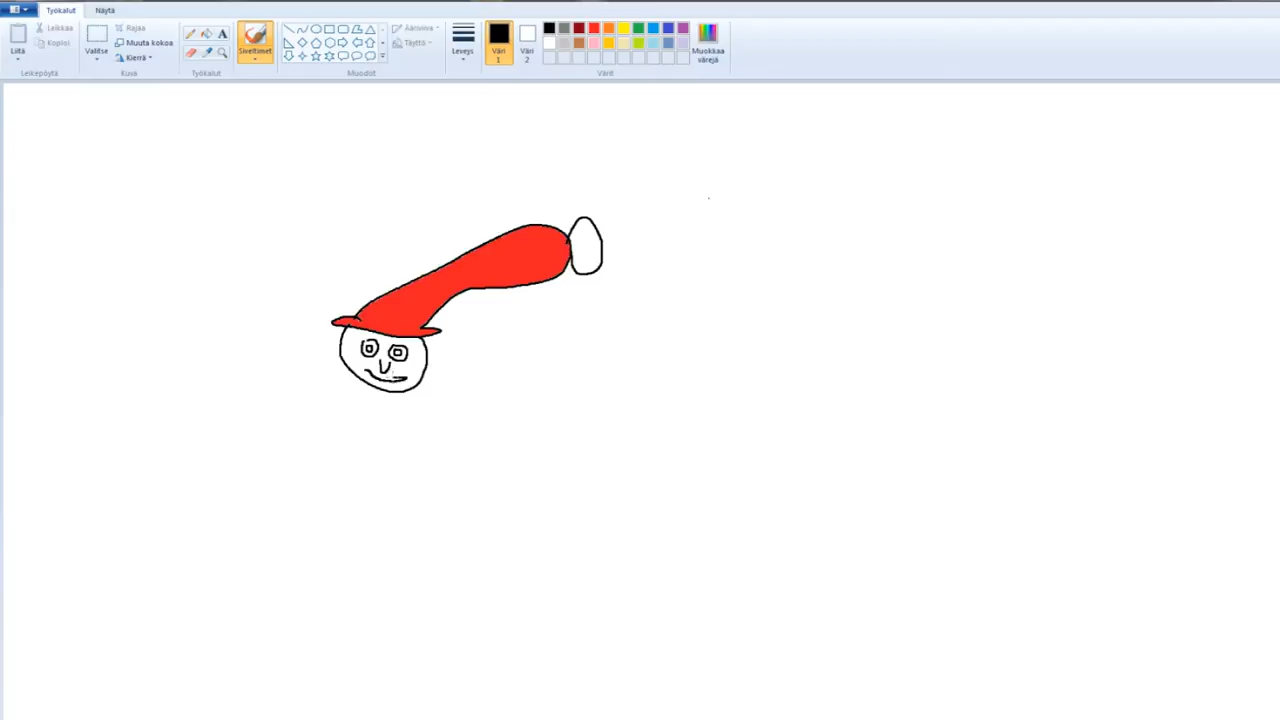 Työkalut Näytä
Liitä
Leikkaa
Kopioi
Leikepöytä
Valitse
Rajaa
Muuta kokoa
Kierrä
Kuva
A
Työkalut
Siveltimet
Muodot
Ääriviiva
Täyttö
Leveys
Väri
1
Väri
2
Muokkaa
värejä
Värit